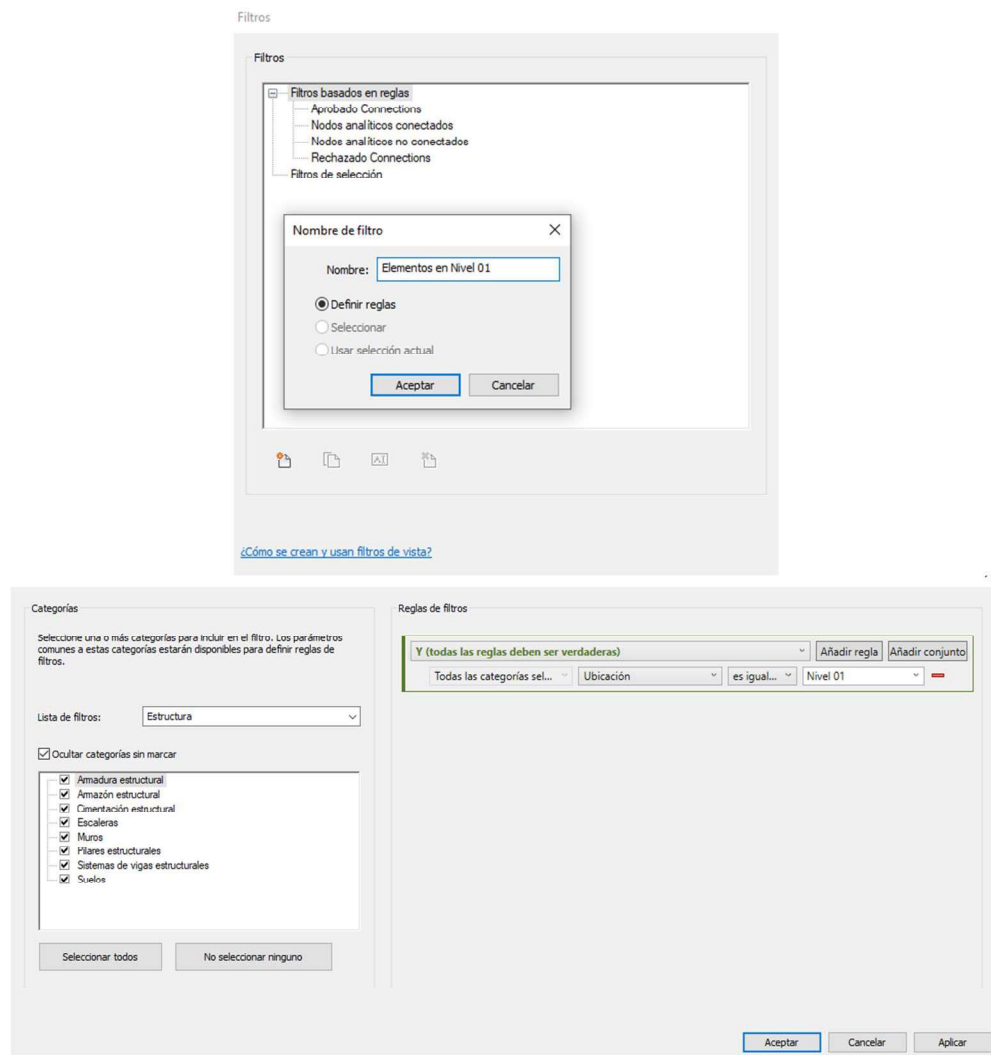 Filtros
Filtros
Filtros basados en reglas
Aprobado Connections
Nodos analíticos conectados
Nodos analíticos no conectados
Rechazado Connections
Filtros de selección
Nombre de filtro
Nombre: Elementos en Nivel 01
Definir reglas
Seleccionar
Usar selección actual
Aceptar Cancelar
¿Cómo se crean y usan filtros de vista?
Categorías
Seleccione una o más categorías para incluir en el filtro. Los parámetros
comunes a estas categorías estarán disponibles para definir reglas de
filtros.
Lista de filtros: Estructura
Ocultar categorías sin marcar
Armadura estructural
Armazón estructural
Cimentación estructural
Escaleras
Muros
Pilares estructurales
Sistemas de vigas estructurales
Suelos
Seleccionar todos No seleccionar ninguno
Reglas de filtros
Y (todas las reglas deben ser verdaderas) Añadir regla Añadir conjunto
Todas las categorías sel... Ubicación es igual... Nivel 01
Aceptar Cancelar Aplicar